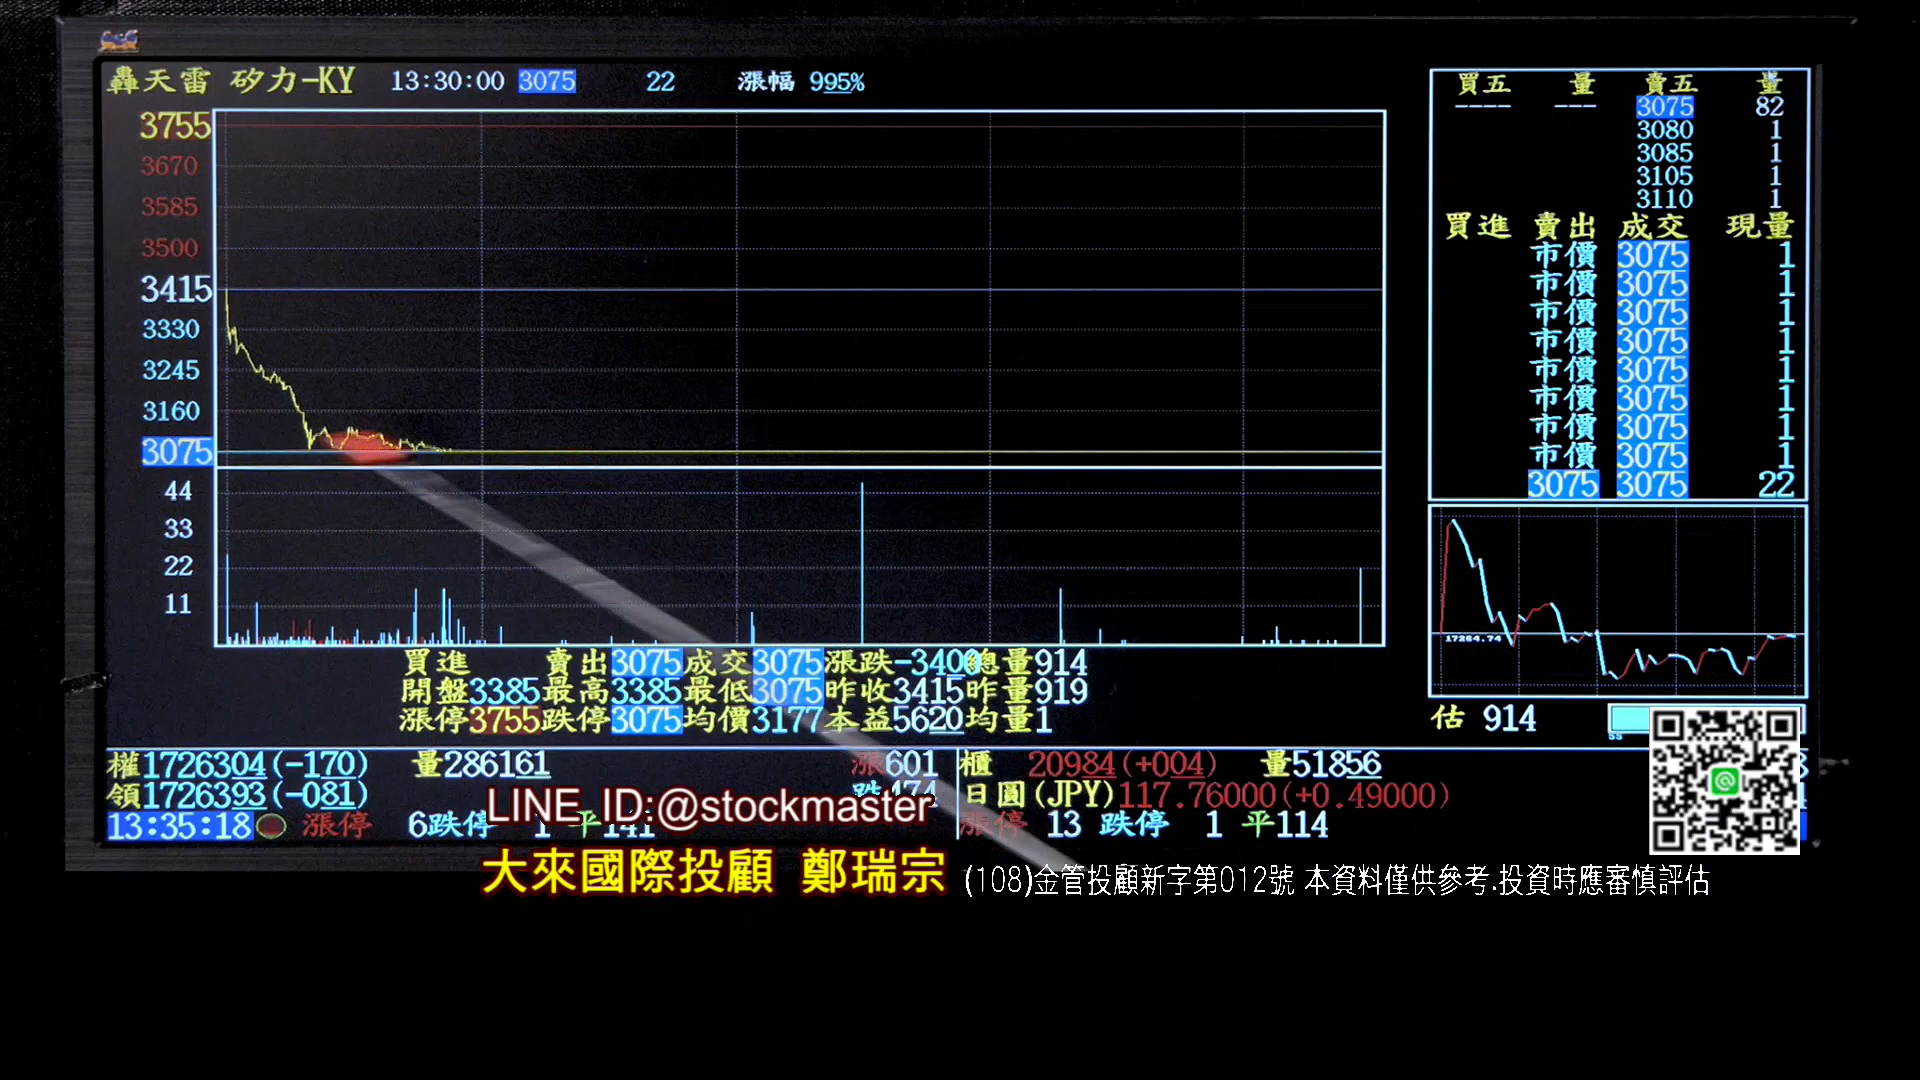 轟天雷 矽力-KY 13:30:00 3075 22 漲幅 995%
3755
3670
3585
3500
3415
3330
3245
3160
3075
44
33
22
11
買五 量 賣五 量
---- --- 3075 82
3080 1
3085 1
3105 1
3110 1
買進 賣出 成交 現量
市價 3075 1
市價 3075 1
市價 3075 1
市價 3075 1
市價 3075 1
市價 3075 1
市價 3075 1
市價 3075 1
3075 3075 22
17264.74
買進 賣出3075成交3075漲跌-3400總量914
開盤3385最高3385最低3075昨收3415昨量919
漲停3755跌停3075均價3177本益5620均量1
估 914
權1726304(-170) 量286161 漲601
領1726393(-081) 跌474
13:35:18 漲停 6跌停 1 平141
櫃 20984(+004) 量5185​6
日圓(JPY)117.76000(+0.49000)
漲停 13 跌停 1 平114
LINE ID:@stockmaster
大來國際投顧 鄭瑞宗 (108)金管投顧新字第012號 本資料僅供參考.投資時應審慎評估